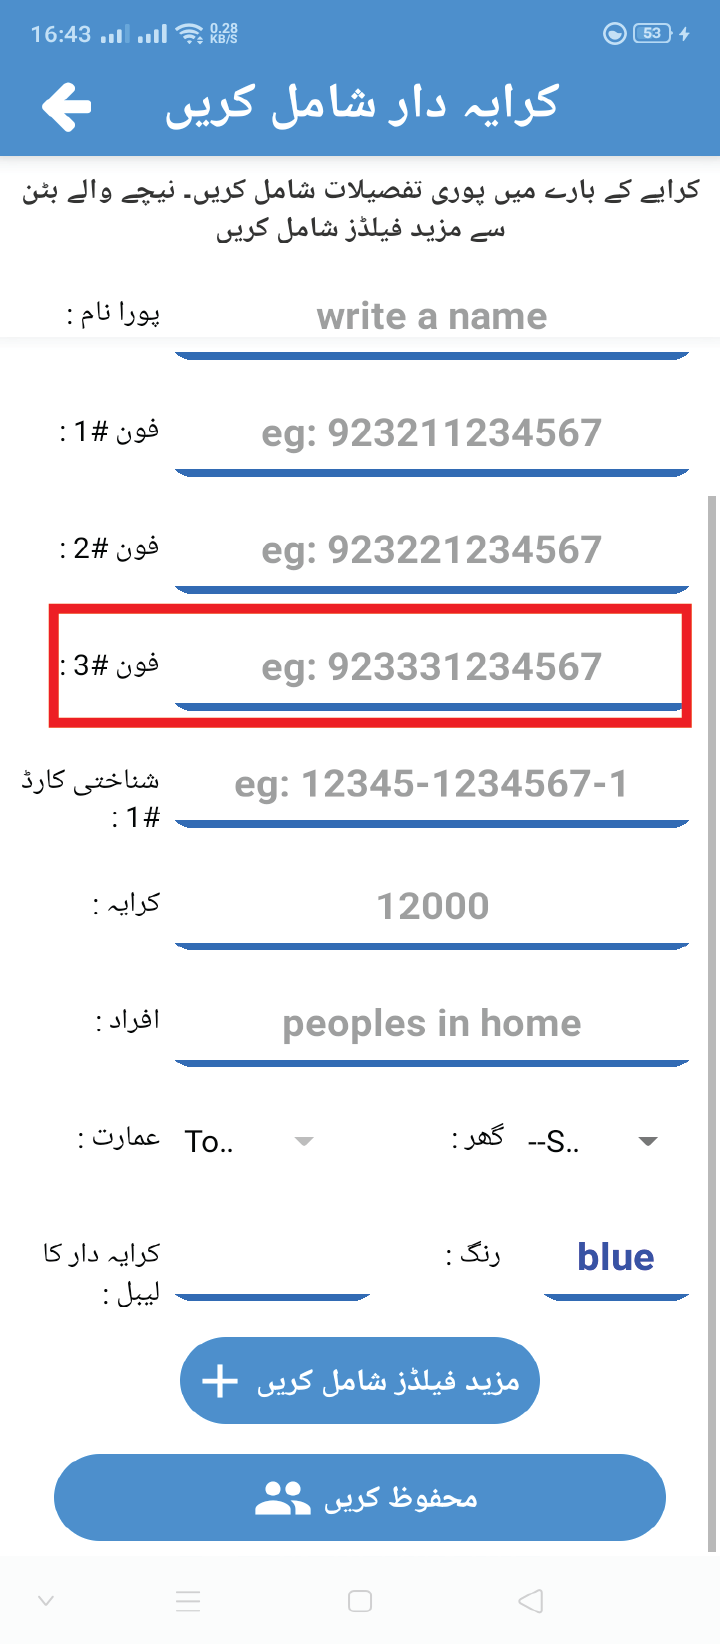 16:43 0.28 KB/S 53
کرایہ دار شامل کریں
کرایے کے بارے میں پوری تفصیلات شامل کریں۔ نیچے والے بٹن
سے مزید فیلڈز شامل کریں
پورا نام : write a name
فون #1 : eg: 923211234567
فون #2 : eg: 923221234567
فون #3 : eg: 923331234567
شناختی کارڈ
#1 : eg: 12345-1234567-1
کرایہ : 12000
افراد : peoples in home
عمارت : To.. گھر : --S..
کرایہ دار کا
لیبل : رنگ : blue
مزید فیلڈز شامل کریں
محفوظ کریں